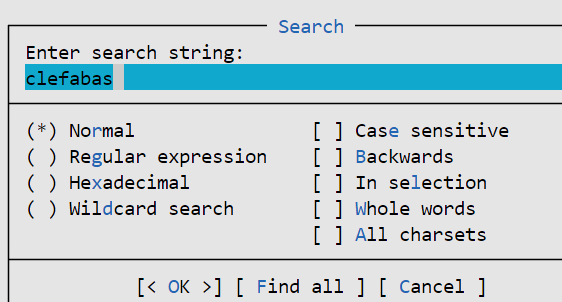 Search
Enter search string:
clefabas
(*) Normal [ ] Case sensitive
( ) Regular expression [ ] Backwards
( ) Hexadecimal [ ] In selection
( ) Wildcard search [ ] Whole words
[ ] All charsets
[< OK >] [ Find all ] [ Cancel ]